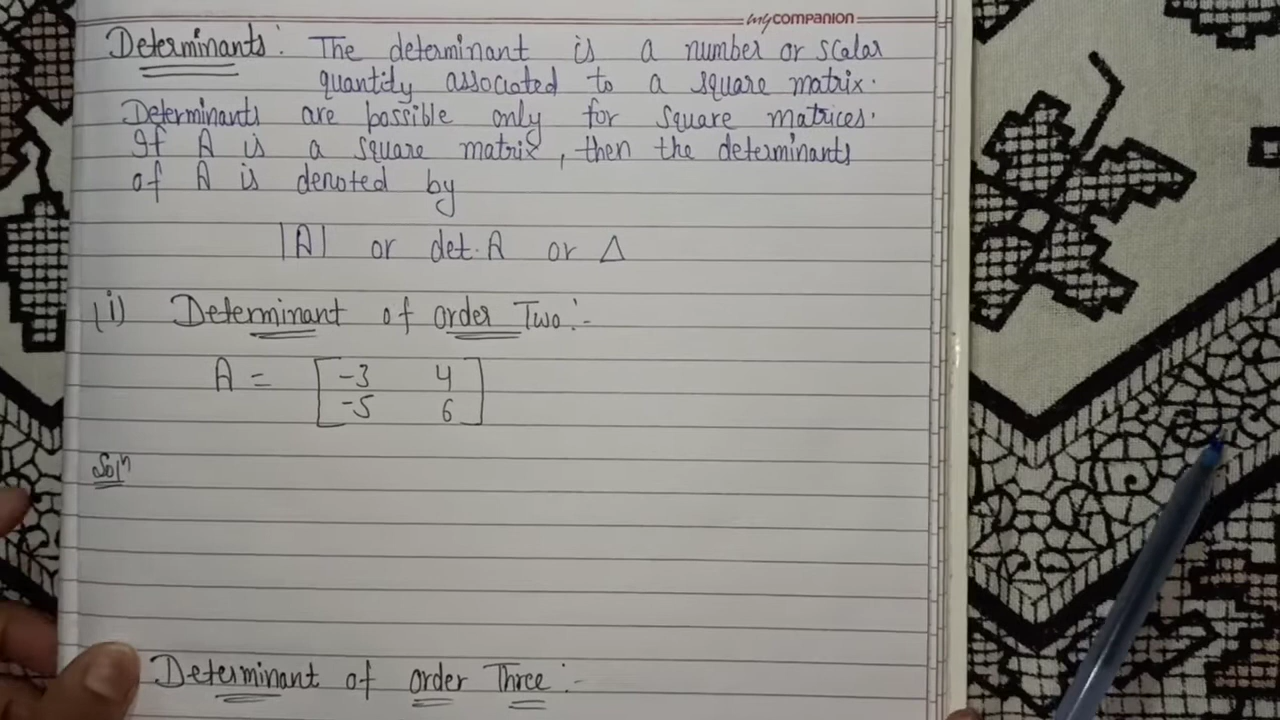 mycompanion
Determinants: The determinant is a number or scalar
quantity associated to a square matrix.
Determinants are possible only for square matrices.
If A is a square matrix, then the determinants
of A is denoted by
|A| or det. A or Δ
(i) Determinant of order Two:-
A = [ -3 4
-5 6 ]
Solⁿ
Determinant of order Three:-